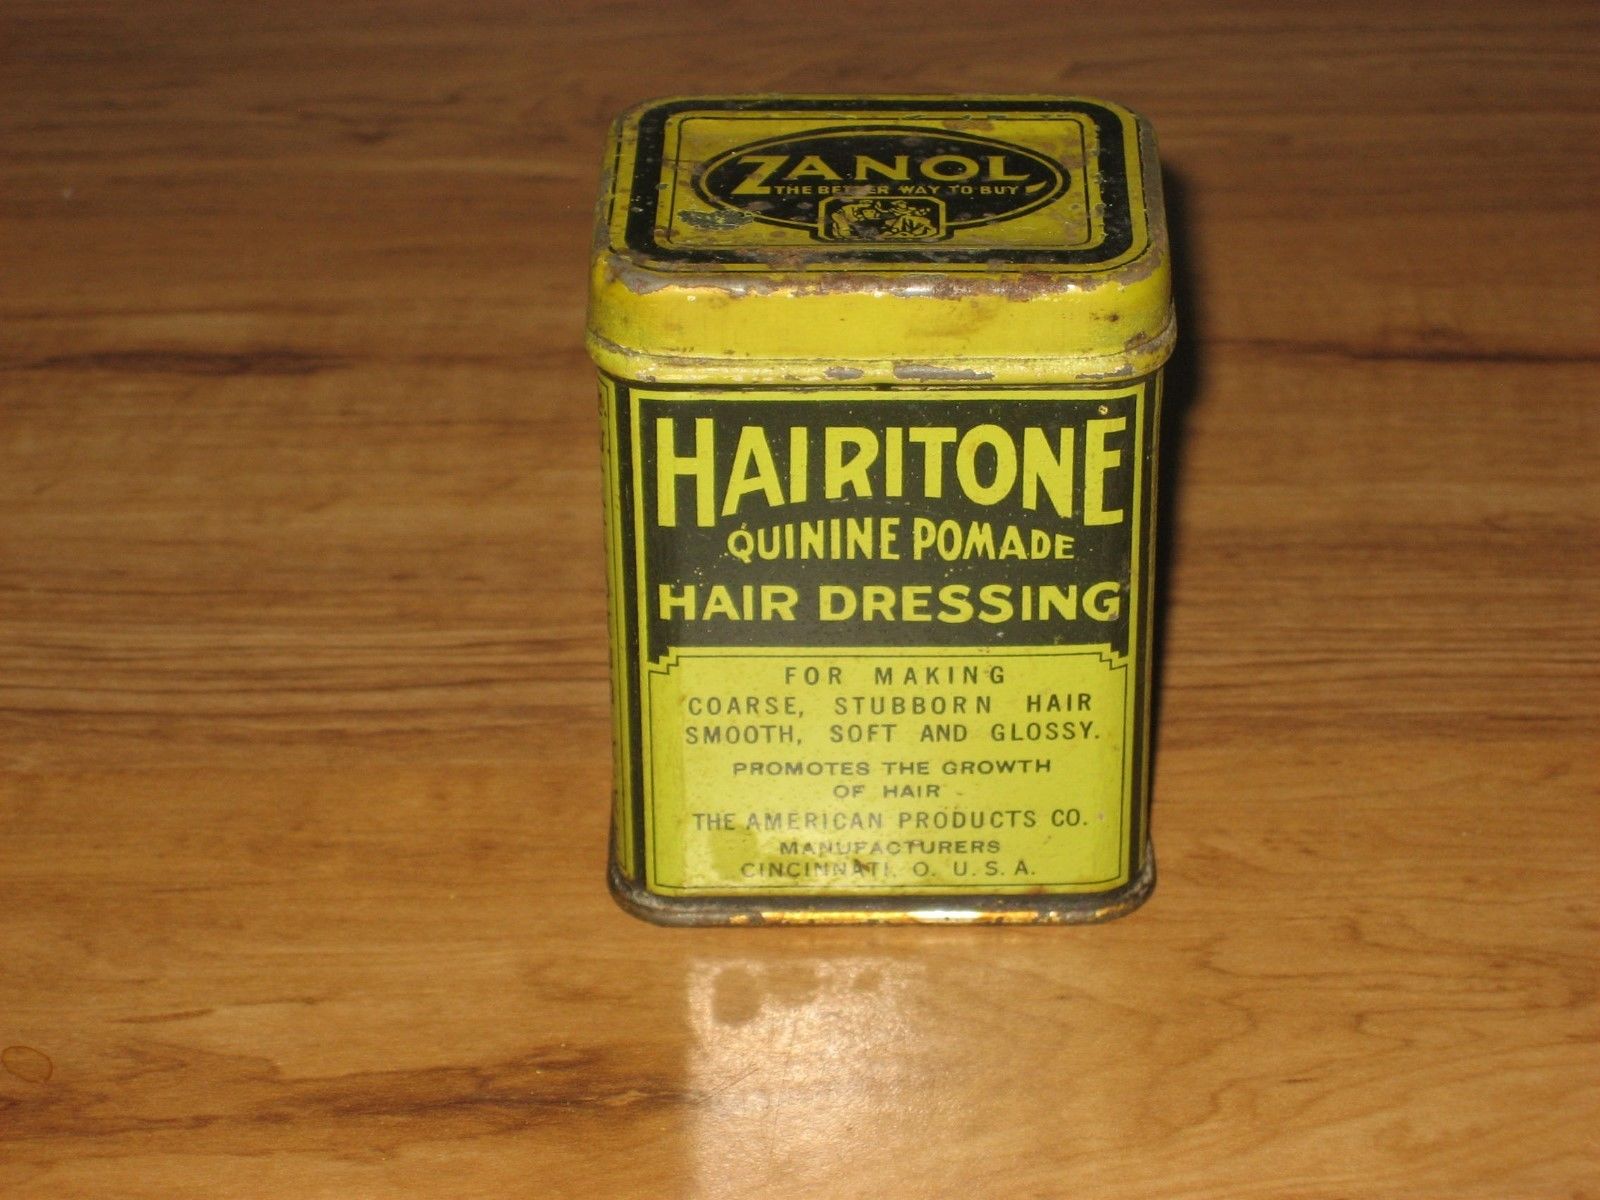 ZANOL
THE BETTER WAY TO BUY
HAIRITONE
QUININE POMADE
HAIR DRESSING
FOR MAKING
COARSE, STUBBORN HAIR
SMOOTH, SOFT AND GLOSSY.
PROMOTES THE GROWTH
OF HAIR
THE AMERICAN PRODUCTS CO.
MANUFACTURERS
CINCINNATI, O. U.S.A.